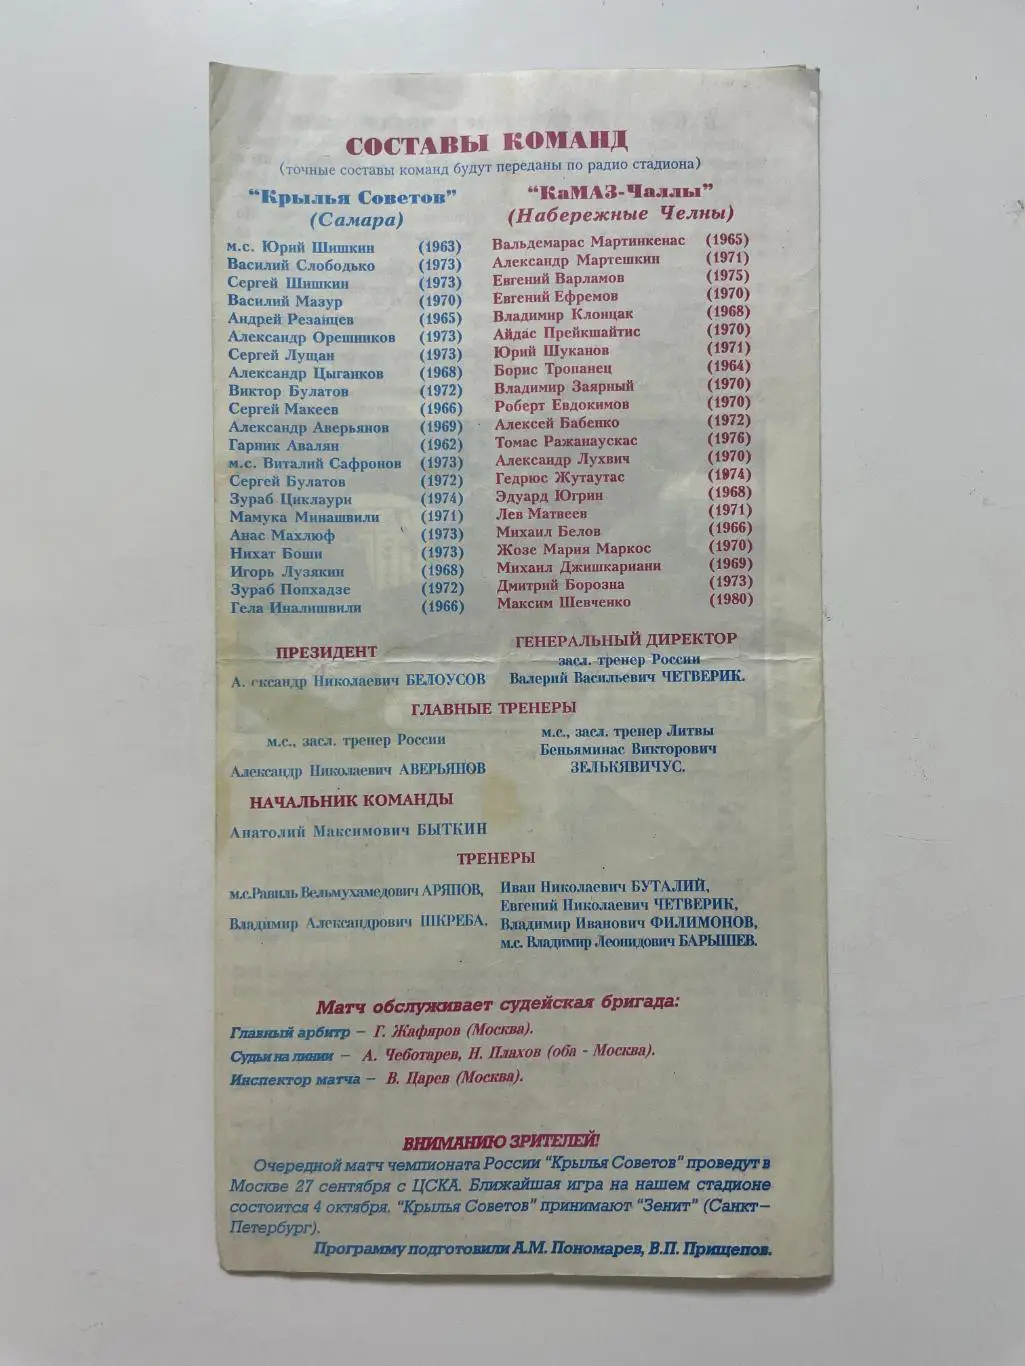 СОСТАВЫ КОМАНД
(точные составы команд будут переданы по радио стадиона)
"Крылья Советов"
(Самара)
м.с. Юрий Шишкин (1963)
Василий Слободько (1973)
Сергей Шишкин (1973)
Василий Мазур (1970)
Андрей Резанцев (1965)
Александр Орешников (1973)
Сергей Лущан (1973)
Александр Цыганков (1968)
Виктор Булатов (1972)
Сергей Макеев (1966)
Александр Аверьянов (1969)
Гарник Авалян (1962)
м.с. Виталий Сафронов (1973)
Сергей Булатов (1972)
Зураб Циклаури (1974)
Мамука Минашвили (1971)
Анас Махлюф (1973)
Нихат Боши (1973)
Игорь Лузякин (1968)
Зураб Попхадзе (1972)
Гела Иналишвили (1966)
"КаМАЗ-Чаллы"
(Набережные Челны)
Вальдемарас Мартинкенас (1965)
Александр Мартешкин (1971)
Евгений Варламов (1975)
Евгений Ефремов (1970)
Владимир Клонцак (1968)
Айдас Прейкшайтис (1970)
Юрий Шуканов (1971)
Борис Тропанец (1964)
Владимир Заярный (1970)
Роберт Евдокимов (1970)
Алексей Бабенко (1972)
Томас Ражанаускас (1976)
Александр Лухвич (1970)
Гедрюс Жутаутас (1974)
Эдуард Югрин (1968)
Лев Матвеев (1971)
Михаил Белов (1966)
Жозе Мария Маркос (1970)
Михаил Джишкариани (1969)
Дмитрий Борозна (1973)
Максим Шевченко (1980)
ПРЕЗИДЕНТ
Николаевич БЕЛОУСОВ
ГЕНЕРАЛЬНЫЙ ДИРЕКТОР
засл. тренер России
Валерий Васильевич ЧЕТВЕРИК.
ГЛАВНЫЕ ТРЕНЕРЫ
м.с., засл. тренер России
Александр Николаевич АВЕРЬЯНОВ
м.с., засл. тренер Литвы
Беньяминас Викторович
ЗЕЛЬКЯВИЧУС.
НАЧАЛЬНИК КОМАНДЫ
Анатолий Максимович БЫТКИН
ТРЕНЕРЫ
м.с.Равиль Вельмухамедович АРЯПОВ,
Владимир Александрович ШКРЕБА.
Иван Николаевич БУТАЛИЙ,
Евгений Николаевич ЧЕТВЕРИК,
Владимир Иванович ФИЛИМОНОВ,
м.с. Владимир Леонидович БАРЫШЕВ.
Матч обслуживает судейская бригада:
Главный арбитр – Г. Жафяров (Москва).
Судьи на линии – А. Чеботарев, Н. Плахов (оба - Москва).
Инспектор матча – В. Царев (Москва).
ВНИМАНИЮ ЗРИТЕЛЕЙ!
Очередной матч чемпионата России "Крылья Советов" проведут в
Москве 27 сентября с ЦСКА. Ближайшая игра на нашем стадионе
состоится 4 октября. "Крылья Советов" принимают "Зенит" (Санкт–
Петербург).
Программу подготовили А.М. Пономарев, В.П. Прищепов.